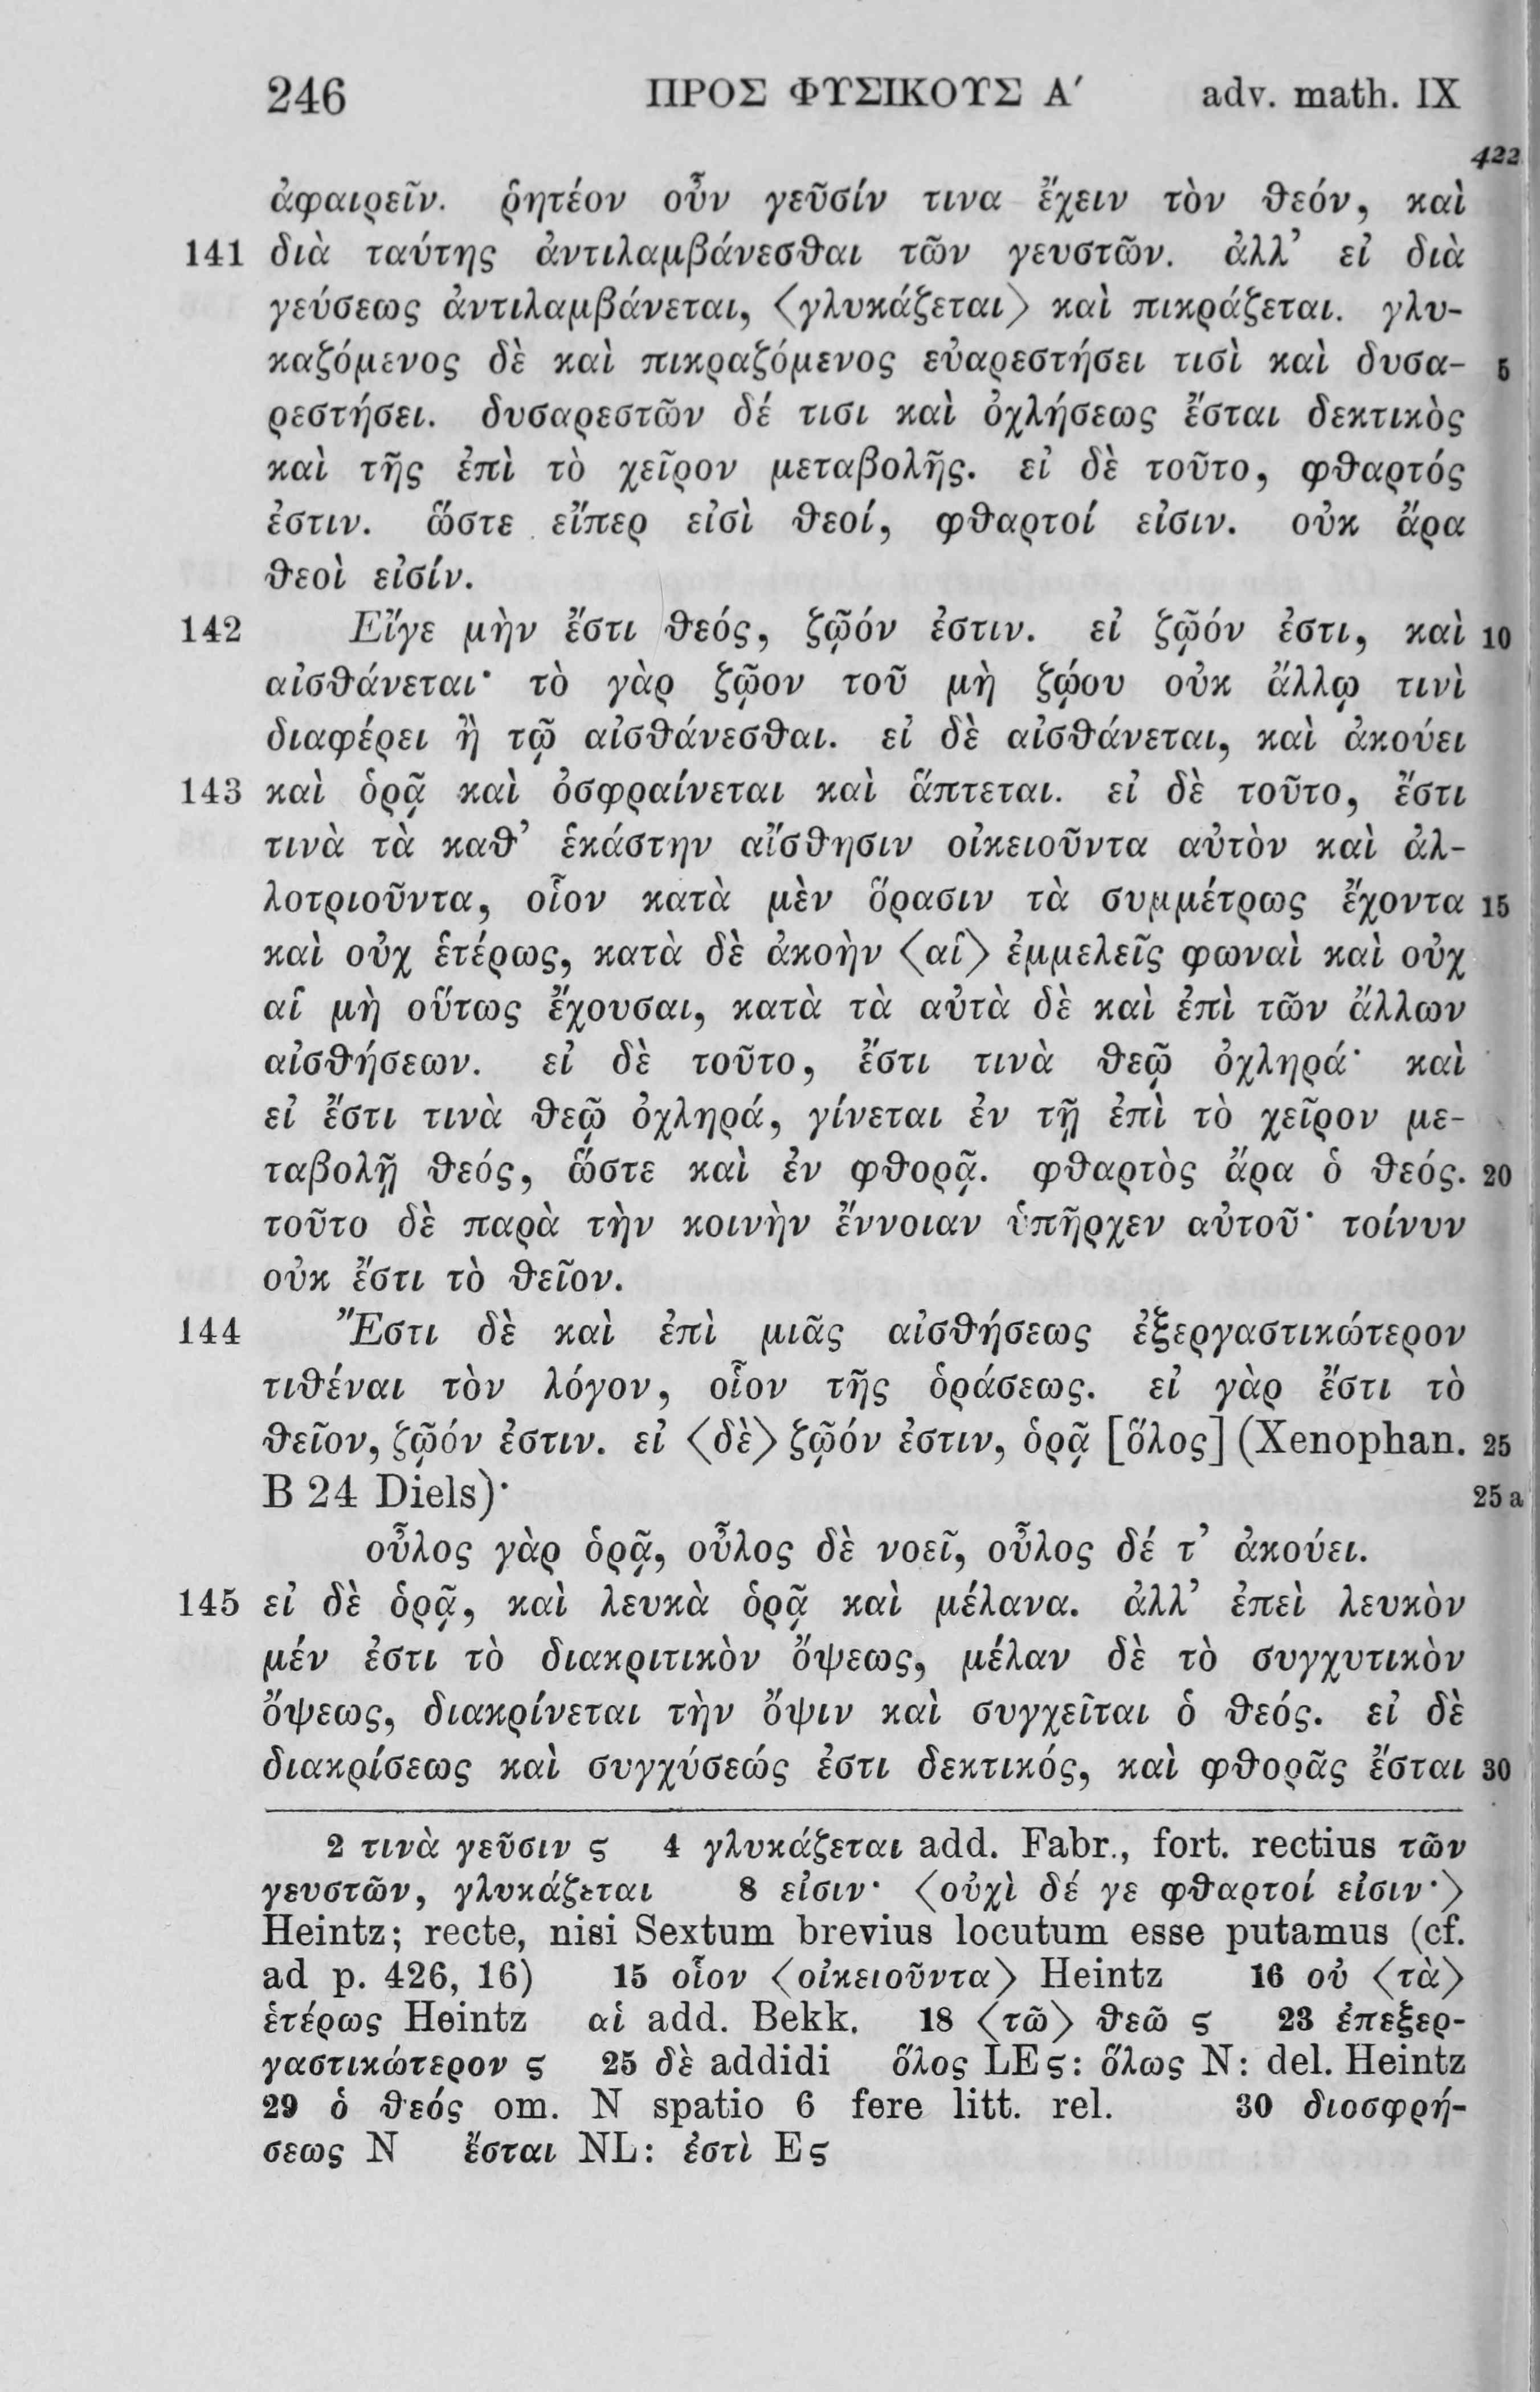 246 ΠΡΟΣ ΦΥΣΙΚΟΥΣ Α′ adv. math. IX
422
ἀφαιρεῖν. ῥητέον οὖν γεῦσίν τινα ἔχειν τὸν θεόν, καὶ
141 διὰ ταύτης ἀντιλαμβάνεσθαι τῶν γευστῶν. ἀλλ’ εἰ διὰ
γεύσεως ἀντιλαμβάνεται, ⟨γλυκάζεται⟩ καὶ πικράζεται. γλυ-
καζόμενος δὲ καὶ πικραζόμενος εὐαρεστήσει τισὶ καὶ δυσα- 5
ρεστήσει. δυσαρεστῶν δέ τισι καὶ ὀχλήσεως ἔσται δεκτικὸς
καὶ τῆς ἐπὶ τὸ χεῖρον μεταβολῆς. εἰ δὲ τοῦτο, φθαρτός
ἐστιν. ὥστε εἴπερ εἰσὶ θεοί, φθαρτοί εἰσιν. οὐκ ἄρα
θεοὶ εἰσίν.
142 Εἴγε μὴν ἔστι θεός, ζῷόν ἐστιν. εἰ ζῷόν ἐστι, καὶ 10
αἰσθάνεται· τὸ γὰρ ζῷον τοῦ μὴ ζῴου οὐκ ἄλλῳ τινὶ
διαφέρει ἢ τῷ αἰσθάνεσθαι. εἰ δὲ αἰσθάνεται, καὶ ἀκούει
143 καὶ ὁρᾷ καὶ ὀσφραίνεται καὶ ἅπτεται. εἰ δὲ τοῦτο, ἔστι
τινὰ τὰ καθ’ ἑκάστην αἴσθησιν οἰκειοῦντα αὐτὸν καὶ ἀλ-
λοτριοῦντα, οἷον κατὰ μὲν ὅρασιν τὰ συμμέτρως ἔχοντα 15
καὶ οὐχ ἑτέρως, κατὰ δὲ ἀκοὴν ⟨αἱ⟩ ἐμμελεῖς φωναὶ καὶ οὐχ
αἱ μὴ οὕτως ἔχουσαι, κατὰ τὰ αὐτὰ δὲ καὶ ἐπὶ τῶν ἄλλων
αἰσθήσεων. εἰ δὲ τοῦτο, ἔστι τινὰ θεῷ ὀχληρά· καὶ
εἰ ἔστι τινὰ θεῷ ὀχληρά, γίνεται ἐν τῇ ἐπὶ τὸ χεῖρον με-
ταβολῇ θεός, ὥστε καὶ ἐν φθορᾷ. φθαρτὸς ἄρα ὁ θεός. 20
τοῦτο δὲ παρὰ τὴν κοινὴν ἔννοιαν ὑπῆρχεν αὐτοῦ· τοίνυν
οὐκ ἔστι τὸ θεῖον.
144 Ἔστι δὲ καὶ ἐπὶ μιᾶς αἰσθήσεως ἐξεργαστικώτερον
τιθέναι τὸν λόγον, οἷον τῆς ὁράσεως. εἰ γὰρ ἔστι τὸ
θεῖον, ζῷόν ἐστιν. εἰ ⟨δὲ⟩ ζῷόν ἐστιν, ὁρᾷ [ὅλος] (Xenophan. 25
B 24 Diels)· 25 a
οὖλος γὰρ ὁρᾷ, οὖλος δὲ νοεῖ, οὖλος δέ τ’ ἀκούει.
145 εἰ δὲ ὁρᾷ, καὶ λευκὰ ὁρᾷ καὶ μέλανα. ἀλλ’ ἐπεὶ λευκὸν
μέν ἐστι τὸ διακριτικὸν ὄψεως, μέλαν δὲ τὸ συγχυτικὸν
ὄψεως, διακρίνεται τὴν ὄψιν καὶ συγχεῖται ὁ θεός. εἰ δὲ
διακρίσεως καὶ συγχύσεώς ἐστι δεκτικός, καὶ φθορᾶς ἔσται 30
2 τινὰ γεῦσιν ς 4 γλυκάζεται add. Fabr., fort. rectius τῶν
γευστῶν, γλυκάζεται 8 εἰσιν· ⟨οὐχὶ δέ γε φθαρτοί εἰσιν·⟩
Heintz; recte, nisi Sextum brevius locutum esse putamus (cf.
ad p. 426, 16) 15 οἷον ⟨οἰκειοῦντα⟩ Heintz 16 οὐ ⟨τὰ⟩
ἑτέρως Heintz αἱ add. Bekk. 18 ⟨τῶ⟩ θεῶ ς 23 ἐπεξερ-
γαστικώτερον ς 25 δὲ addidi ὅλος LEς: ὅλως N: del. Heintz
29 ὁ θεός om. N spatio 6 fere litt. rel. 30 διοσφρή-
σεως N ἔσται NL: ἐστὶ Eς